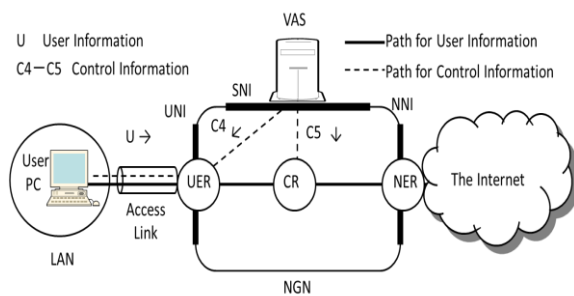 VAS
U User Information
C4－C5 Control Information
Path for User Information
Path for Control Information
SNI
UNI
NNI
C4 ↙
C5 ↓
U →
User
PC
UER
CR
NER
The Internet
Access
Link
LAN
NGN